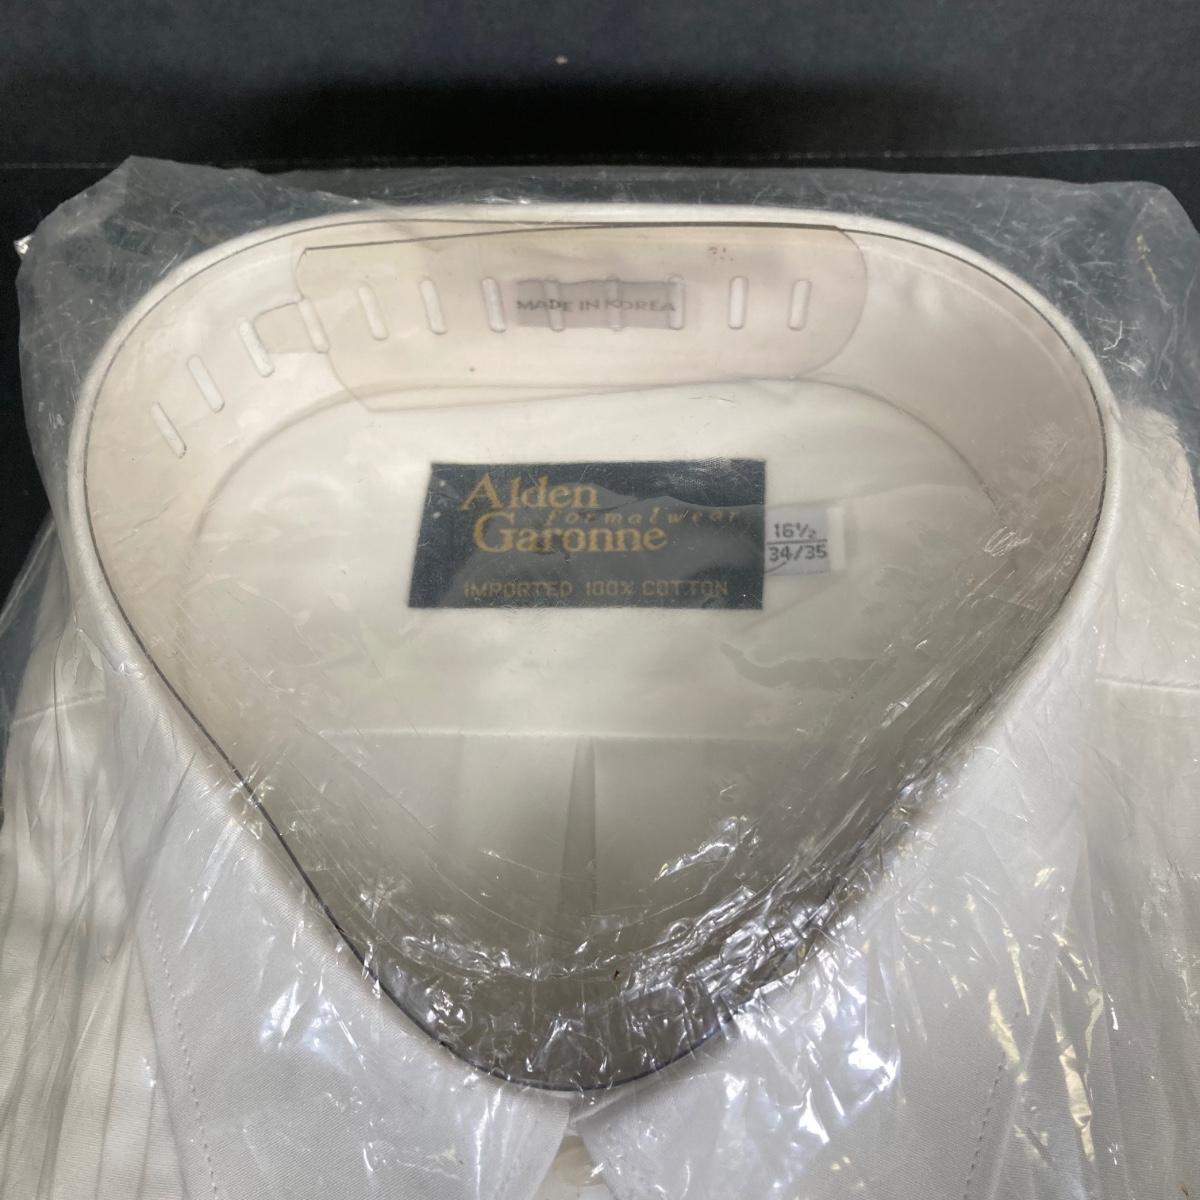 MADE IN KOREA
Alden
formalwear
Garonne
IMPORTED 100% COTTON
16½
34/35